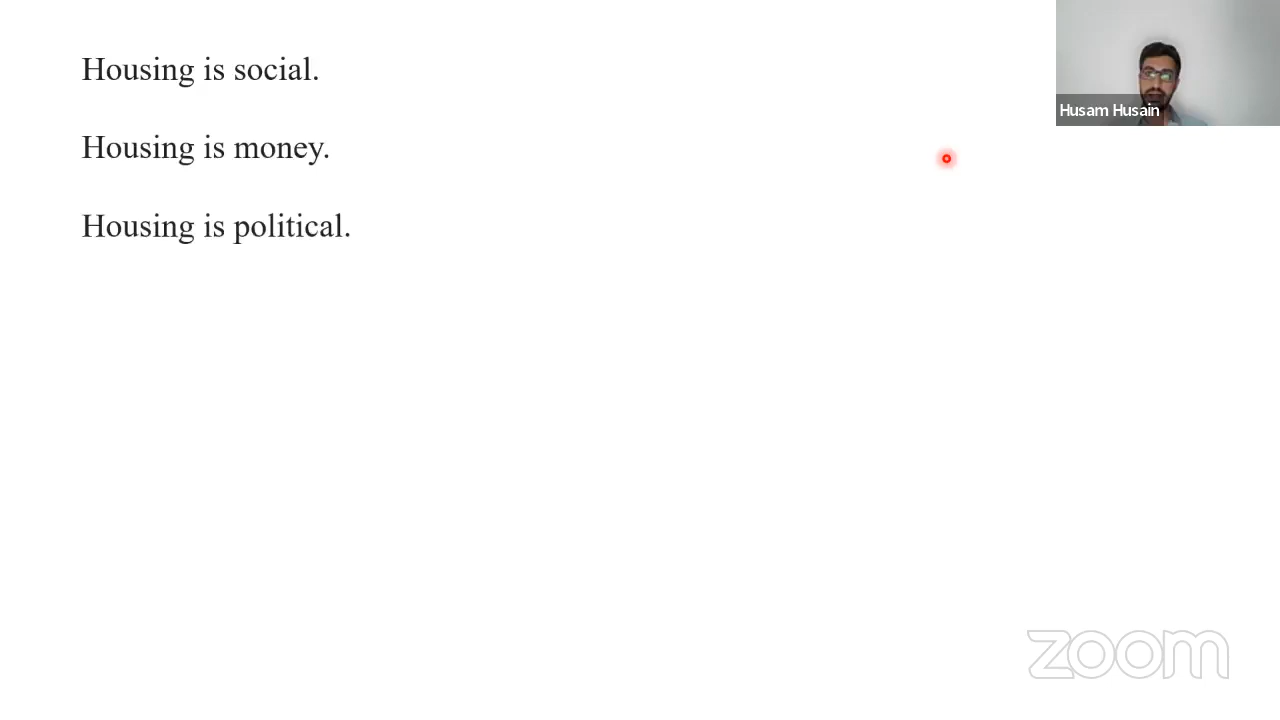 Housing is social.
Husam Husain
Housing is money.
Housing is political.
zoom